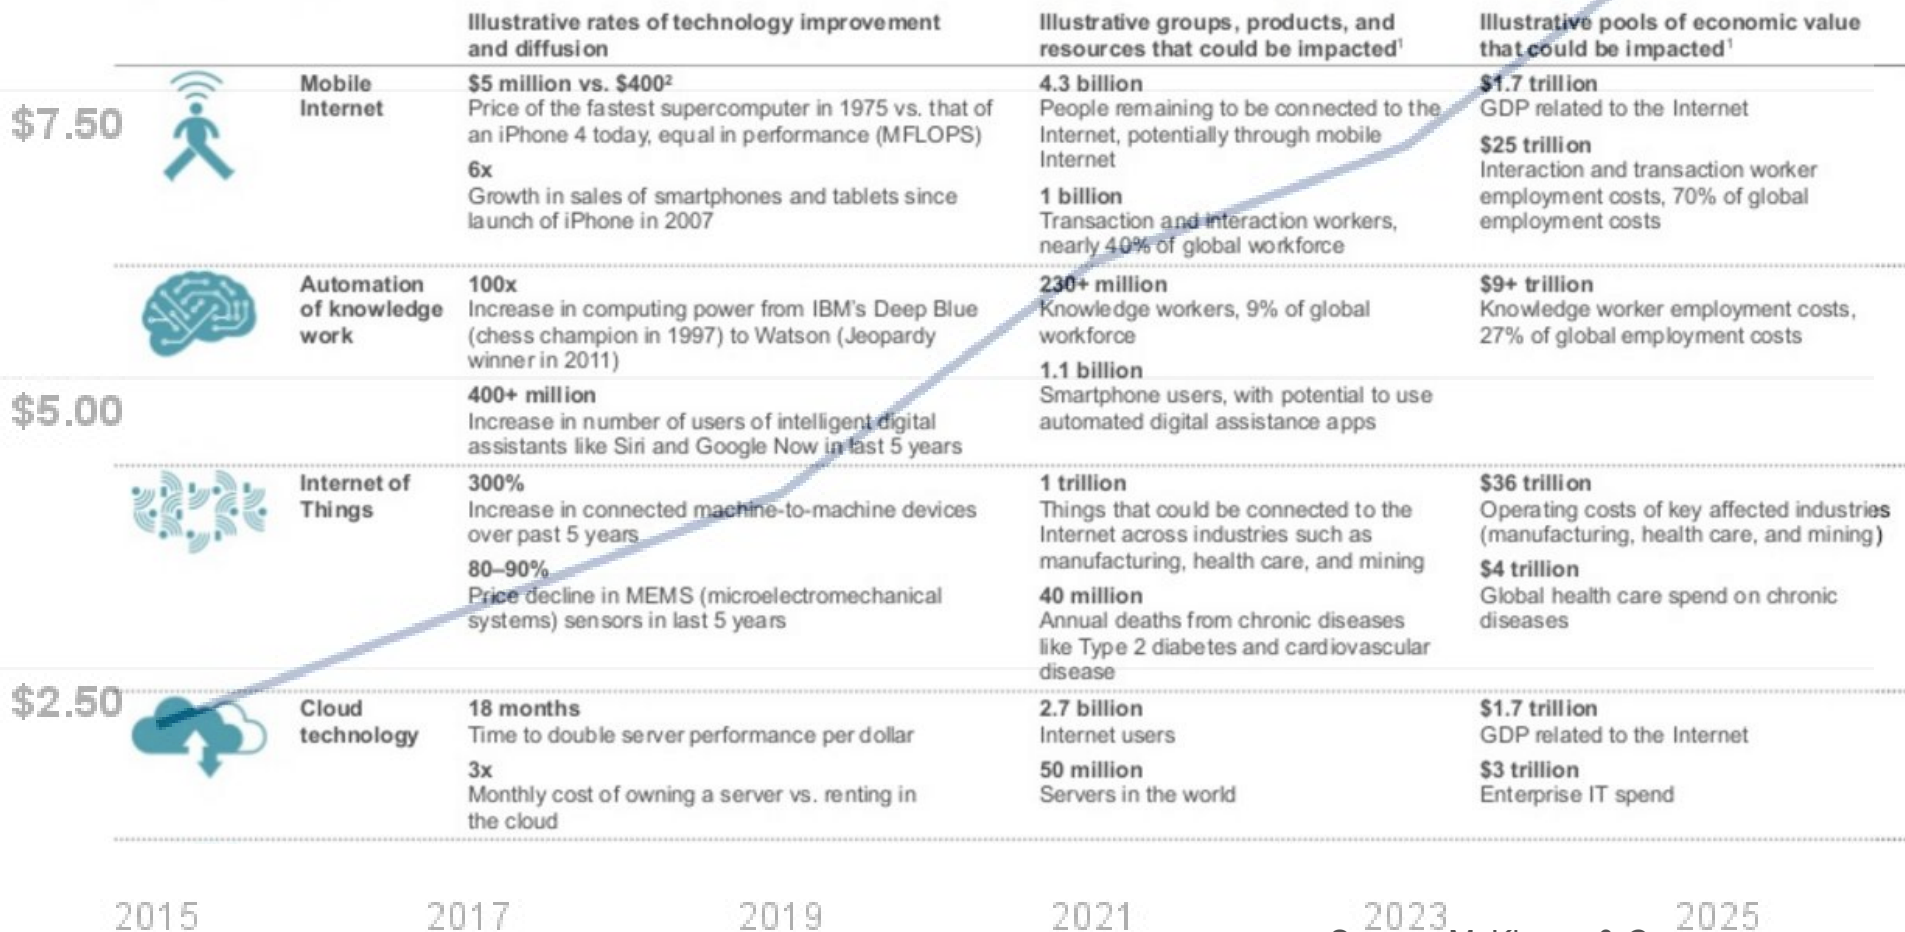 Illustrative rates of technology improvement
and diffusion
Illustrative groups, products, and
resources that could be impacted¹
Illustrative pools of economic value
that could be impacted¹
Mobile
Internet
$5 million vs. $400²
Price of the fastest supercomputer in 1975 vs. that of
an iPhone 4 today, equal in performance (MFLOPS)
6x
Growth in sales of smartphones and tablets since
launch of iPhone in 2007
4.3 billion
People remaining to be connected to the
Internet, potentially through mobile
Internet
1 billion
Transaction and interaction workers,
nearly 40% of global workforce
$1.7 trillion
GDP related to the Internet
$25 trillion
Interaction and transaction worker
employment costs, 70% of global
employment costs
$7.50
Automation
of knowledge
work
100x
Increase in computing power from IBM's Deep Blue
(chess champion in 1997) to Watson (Jeopardy
winner in 2011)
400+ million
Increase in number of users of intelligent digital
assistants like Siri and Google Now in last 5 years
230+ million
Knowledge workers, 9% of global
workforce
1.1 billion
Smartphone users, with potential to use
automated digital assistance apps
$9+ trillion
Knowledge worker employment costs,
27% of global employment costs
$5.00
Internet of
Things
300%
Increase in connected machine-to-machine devices
over past 5 years
80–90%
Price decline in MEMS (microelectromechanical
systems) sensors in last 5 years
1 trillion
Things that could be connected to the
Internet across industries such as
manufacturing, health care, and mining
40 million
Annual deaths from chronic diseases
like Type 2 diabetes and cardiovascular
disease
$36 trillion
Operating costs of key affected industries
(manufacturing, health care, and mining)
$4 trillion
Global health care spend on chronic
diseases
$2.50
Cloud
technology
18 months
Time to double server performance per dollar
3x
Monthly cost of owning a server vs. renting in
the cloud
2.7 billion
Internet users
50 million
Servers in the world
$1.7 trillion
GDP related to the Internet
$3 trillion
Enterprise IT spend
2015 2017 2019 2021 2023 2025